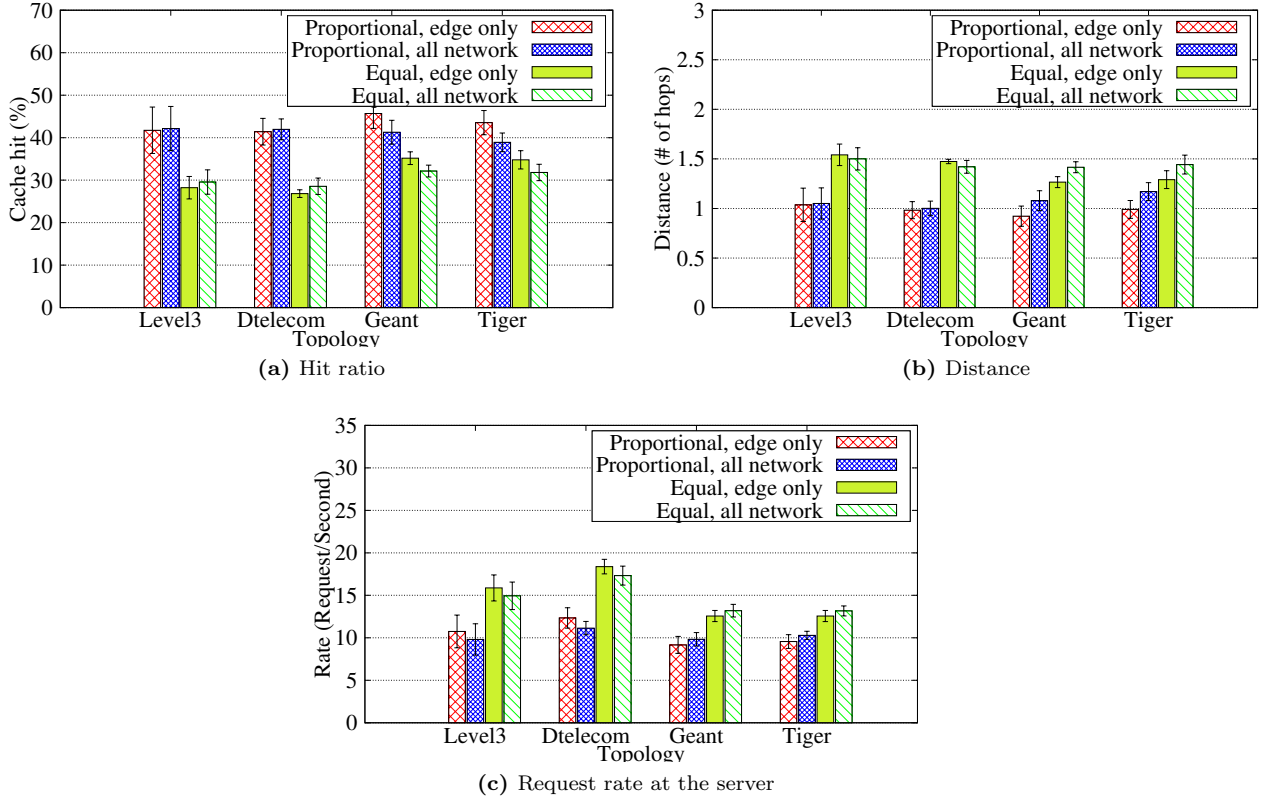 70
60
50
40
30
20
10
0
Cache hit (%)
Proportional, edge only
Proportional, all network
Equal, edge only
Equal, all network
Level3 Dtelecom Geant Tiger
Topology
(a) Hit ratio
3
2.5
2
1.5
1
0.5
0
Distance (# of hops)
Proportional, edge only
Proportional, all network
Equal, edge only
Equal, all network
Level3 Dtelecom Geant Tiger
Topology
(b) Distance
35
30
25
20
15
10
5
0
Rate (Request/Second)
Proportional, edge only
Proportional, all network
Equal, edge only
Equal, all network
Level3 Dtelecom Geant Tiger
Topology
(c) Request rate at the server